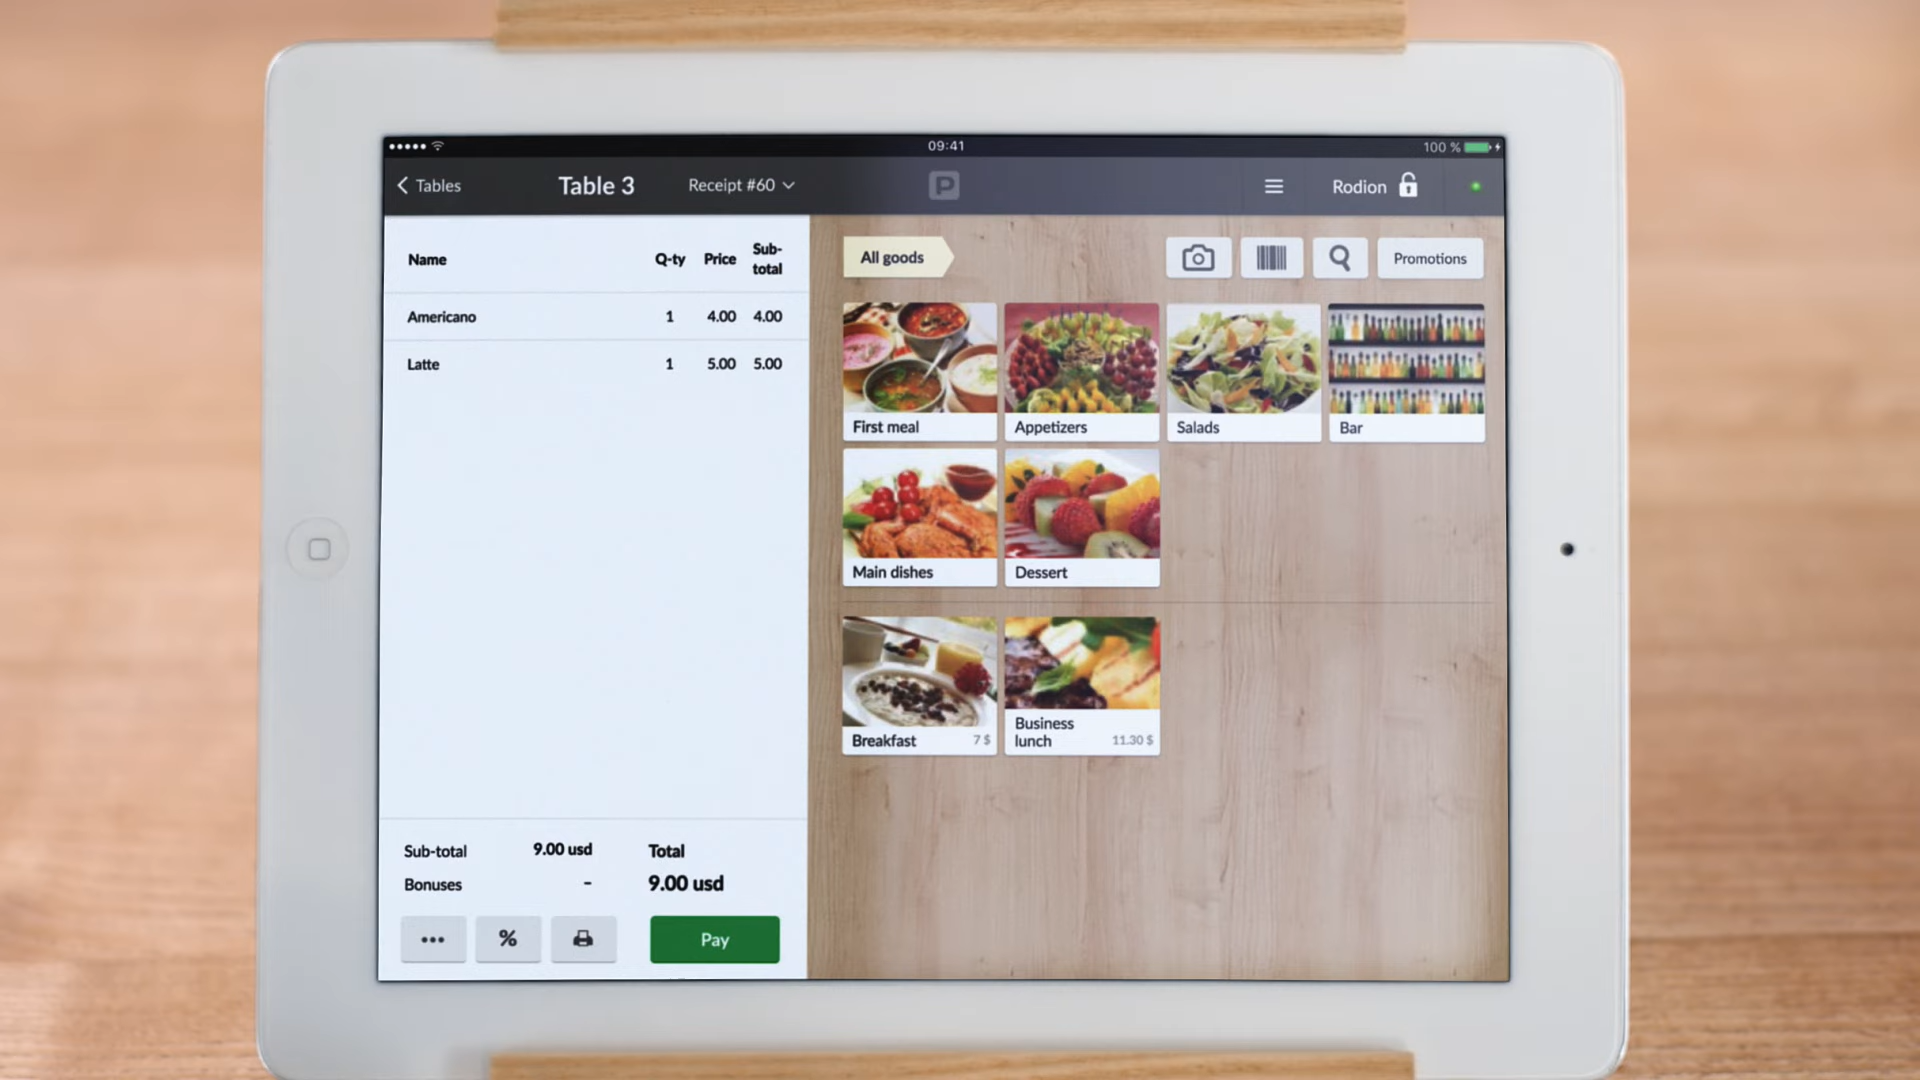 09:41
100 %
Tables
Table 3
Receipt #60
P
Rodion
Name Q-ty Price Sub-total
Americano 1 4.00 4.00
Latte 1 5.00 5.00
Sub-total 9.00 usd
Bonuses -
Total
9.00 usd
%
Pay
All goods
Promotions
First meal
Appetizers
Salads
Bar
Main dishes
Dessert
Breakfast 7 $
Business
lunch 11.30 $